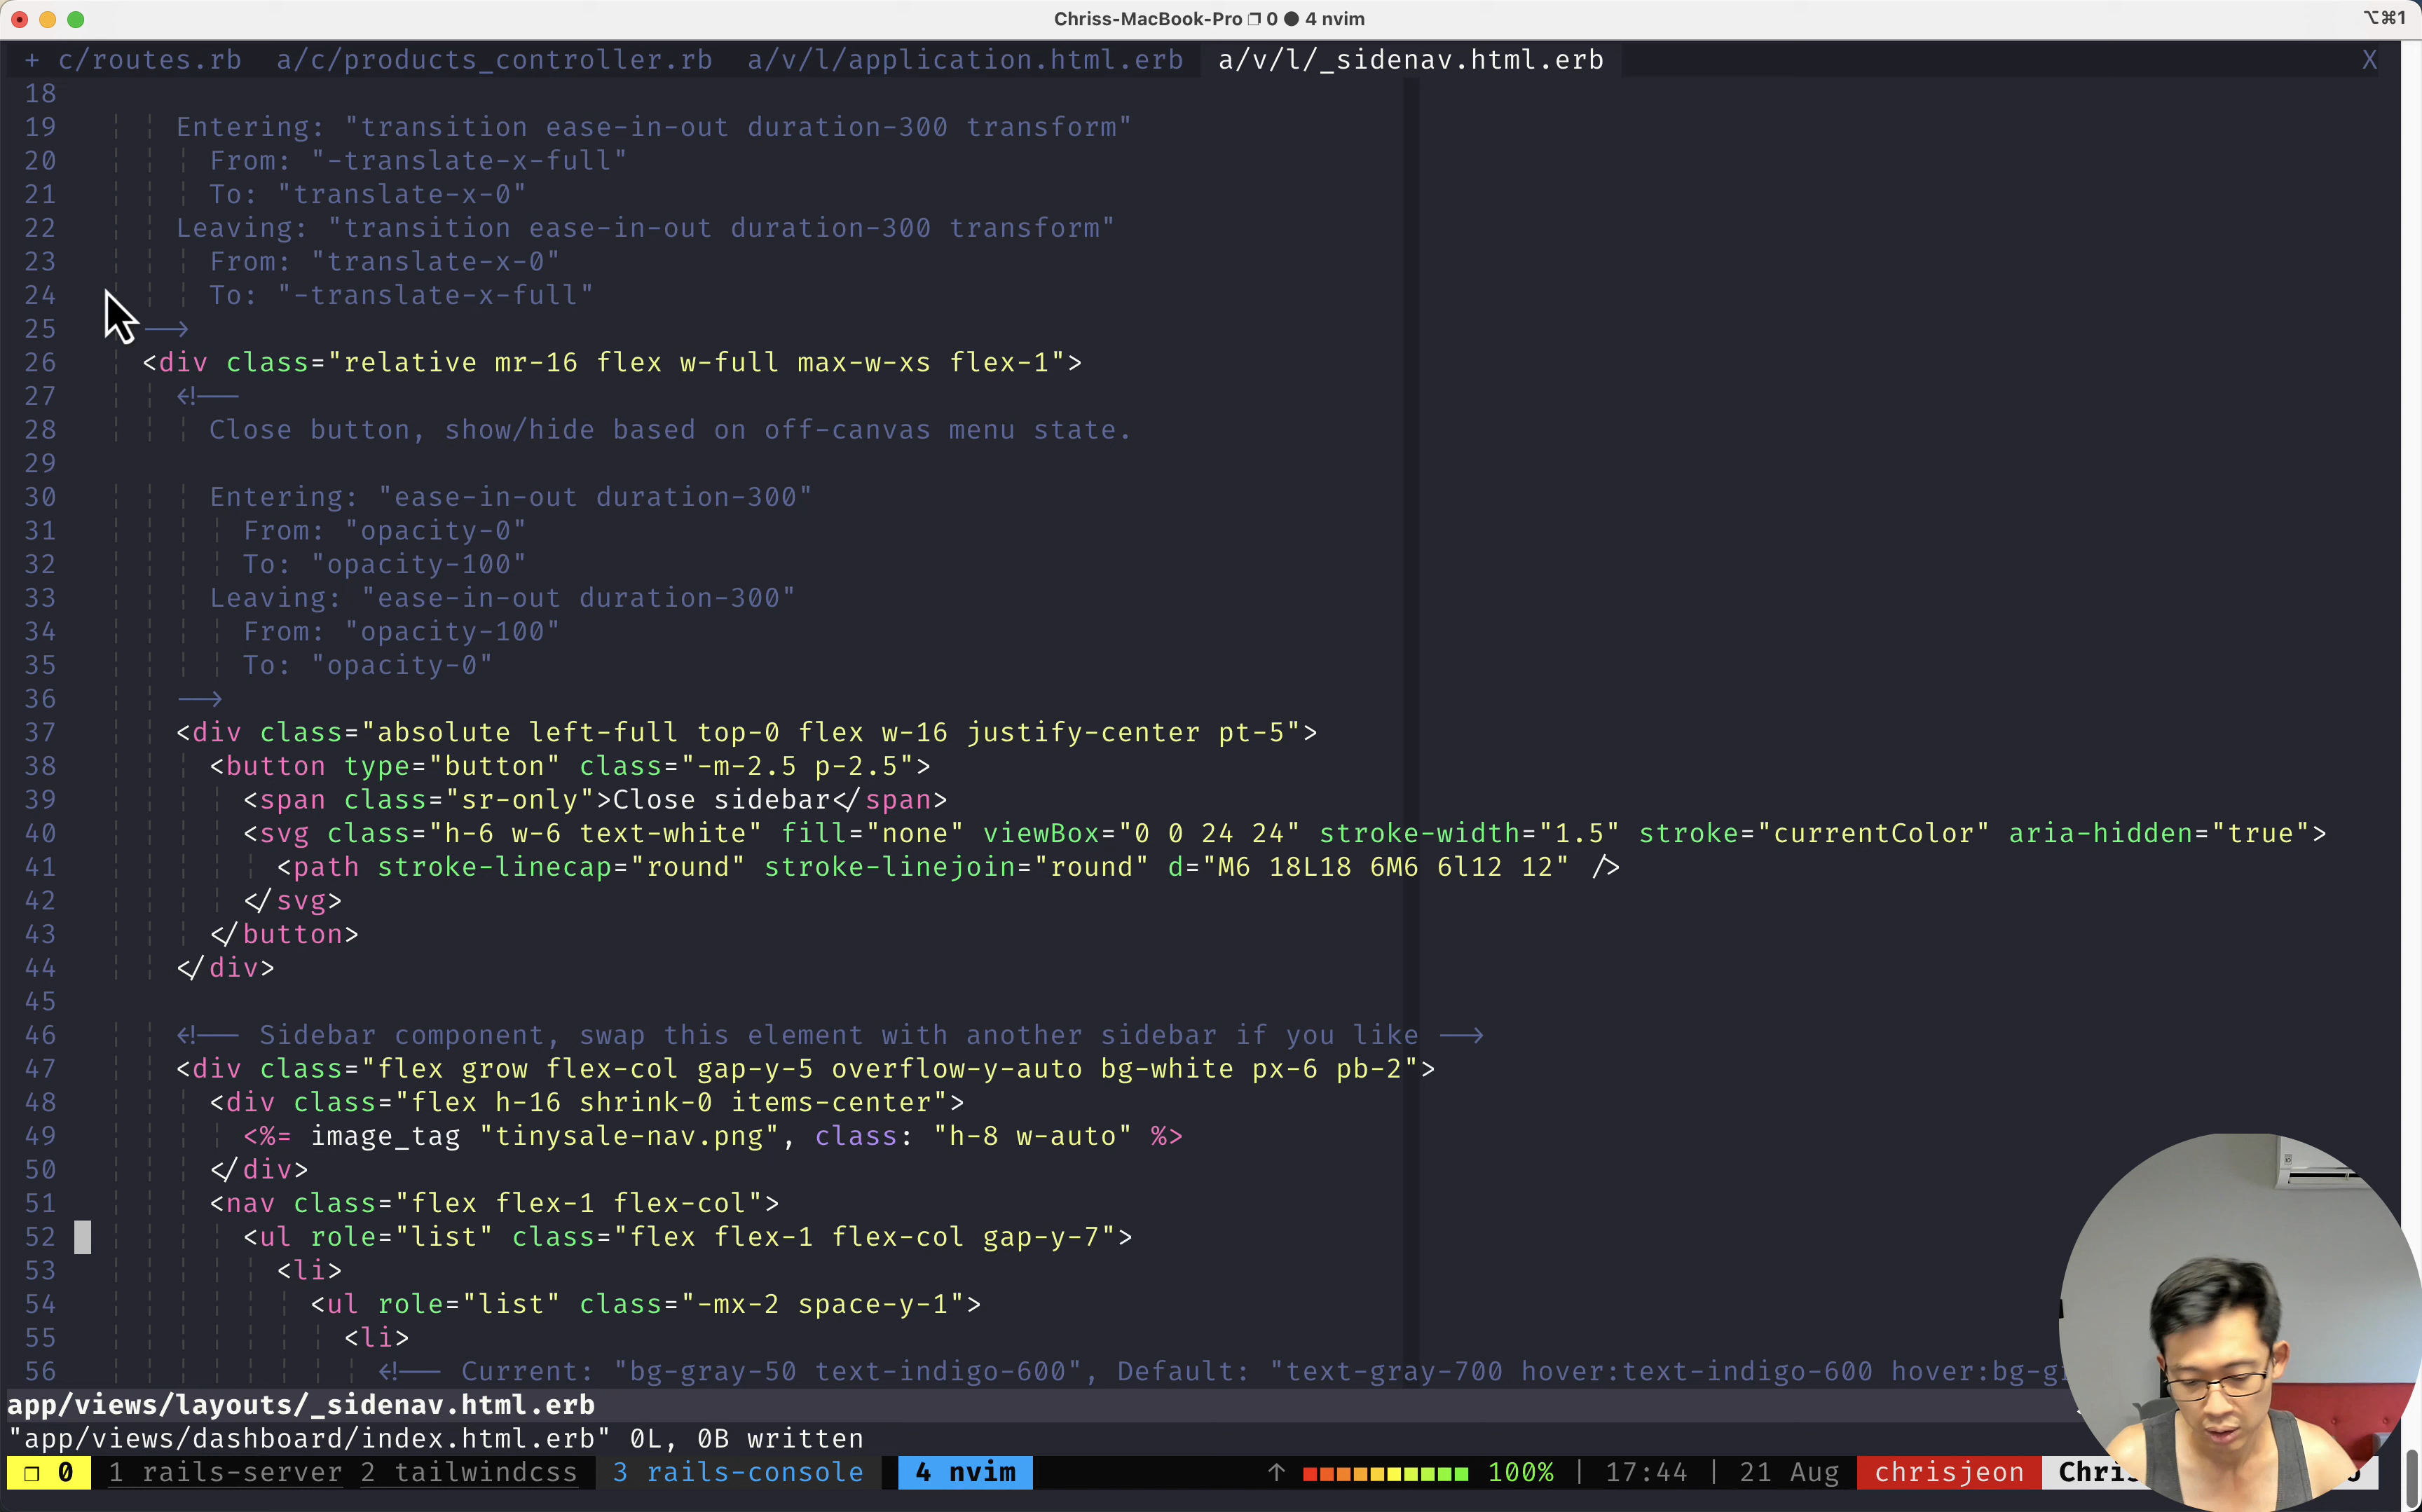 Chriss-MacBook-Pro ❐ 0 ● 4 nvim
⌥⌘1
+ c/routes.rb a/c/products_controller.rb a/v/l/application.html.erb a/v/l/_sidenav.html.erb X
18
19 Entering: "transition ease-in-out duration-300 transform"
20 From: "-translate-x-full"
21 To: "translate-x-0"
22 Leaving: "transition ease-in-out duration-300 transform"
23 From: "translate-x-0"
24 To: "-translate-x-full"
25 -->
26 <div class="relative mr-16 flex w-full max-w-xs flex-1">
27 <!--
28 Close button, show/hide based on off-canvas menu state.
29
30 Entering: "ease-in-out duration-300"
31 From: "opacity-0"
32 To: "opacity-100"
33 Leaving: "ease-in-out duration-300"
34 From: "opacity-100"
35 To: "opacity-0"
36 -->
37 <div class="absolute left-full top-0 flex w-16 justify-center pt-5">
38 <button type="button" class="-m-2.5 p-2.5">
39 <span class="sr-only">Close sidebar</span>
40 <svg class="h-6 w-6 text-white" fill="none" viewBox="0 0 24 24" stroke-width="1.5" stroke="currentColor" aria-hidden="true">
41 <path stroke-linecap="round" stroke-linejoin="round" d="M6 18L18 6M6 6l12 12" />
42 </svg>
43 </button>
44 </div>
45
46 <!-- Sidebar component, swap this element with another sidebar if you like -->
47 <div class="flex grow flex-col gap-y-5 overflow-y-auto bg-white px-6 pb-2">
48 <div class="flex h-16 shrink-0 items-center">
49 <%= image_tag "tinysale-nav.png", class: "h-8 w-auto" %>
50 </div>
51 <nav class="flex flex-1 flex-col">
52 <ul role="list" class="flex flex-1 flex-col gap-y-7">
53 <li>
54 <ul role="list" class="-mx-2 space-y-1">
55 <li>
56 <!-- Current: "bg-gray-50 text-indigo-600", Default: "text-gray-700 hover:text-indigo-600
app/views/layouts/_sidenav.html.erb
"app/views/dashboard/index.html.erb" 0L, 0B written
❐ 0 1 rails-server 2 tailwindcss 3 rails-console 4 nvim ↑ 100% | 17:44 | 21 Aug chrisjeon